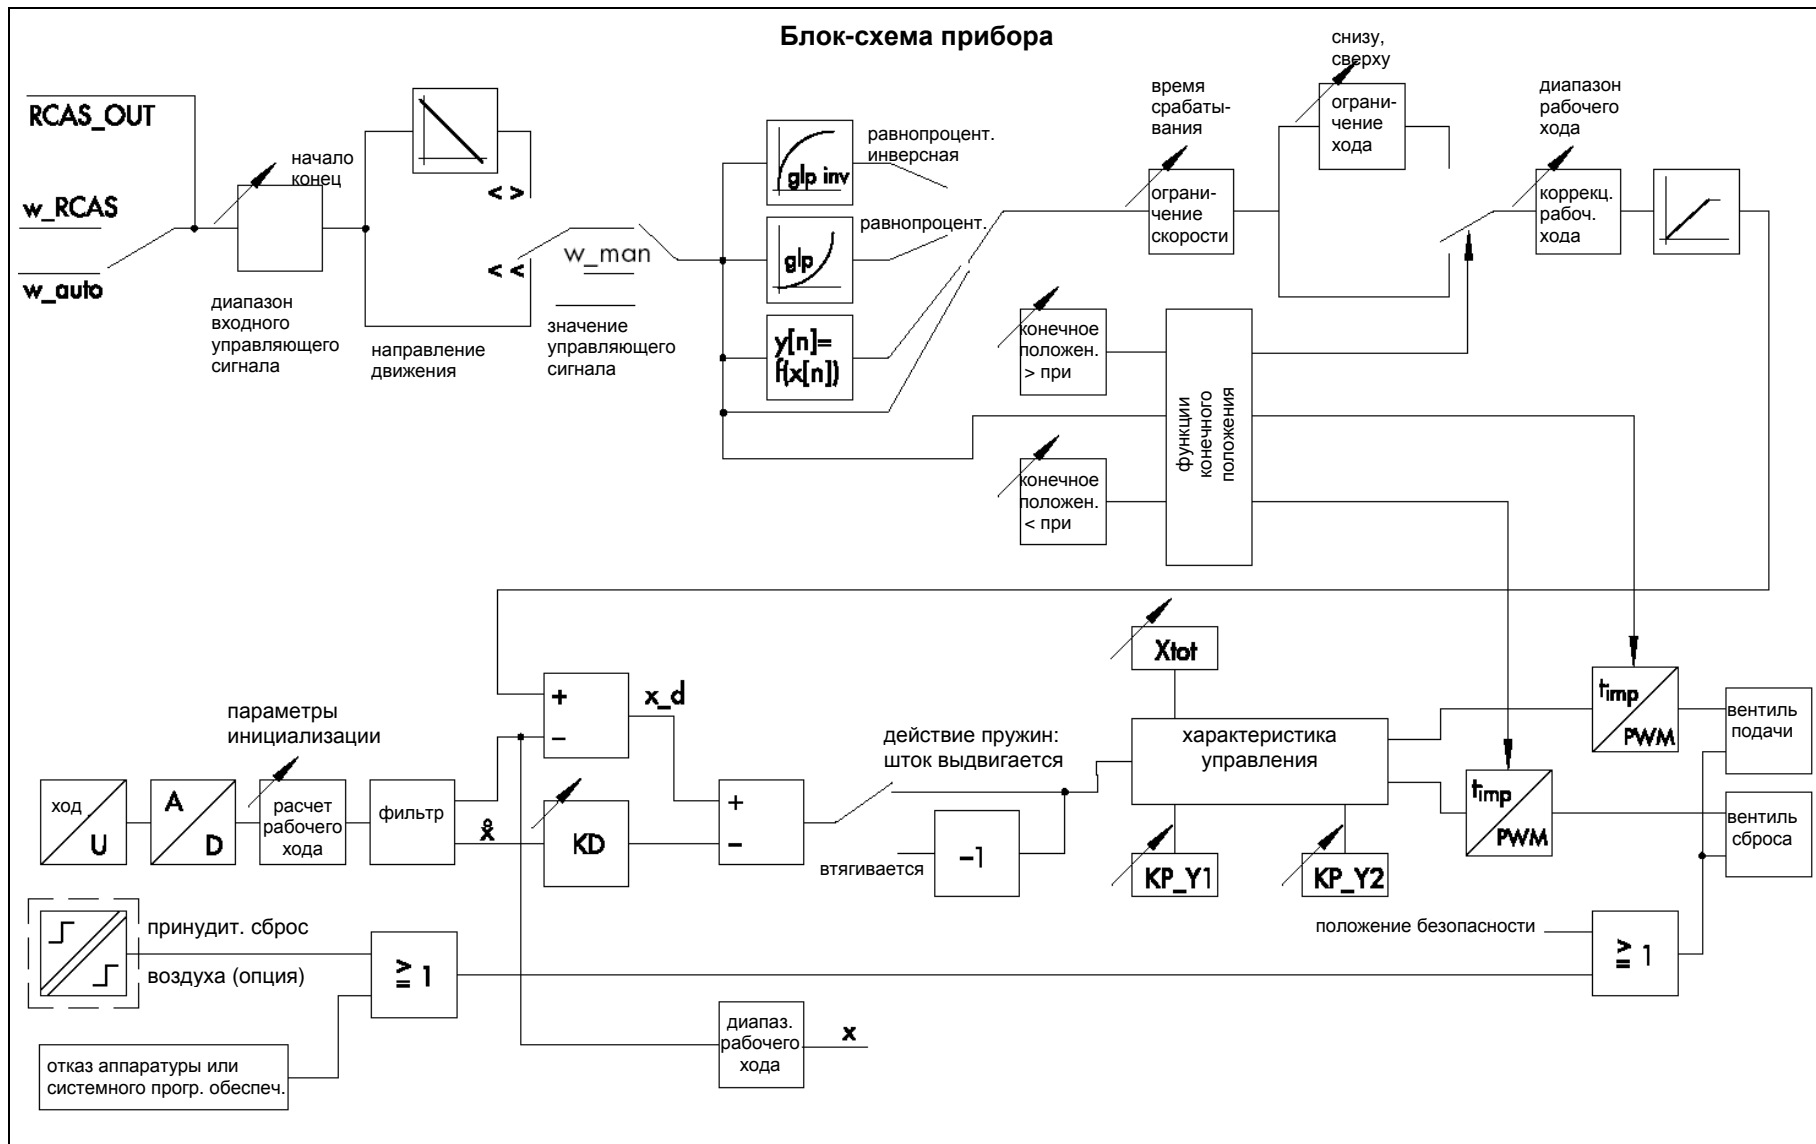 Блок-схема прибора
RCAS_OUT
w_RCAS
w_auto
начало
конец
диапазон
входного
управляющего
сигнала
< >
< <
направление
движения
w_man
значение
управляющего
сигнала
glp inv
равнопроцент.
инверсная
glp
равнопроцент.
y[n]=
f(x[n])
время
срабаты-
вания
ограни-
чение
скорости
снизу,
сверху
ограни-
чение
хода
диапазон
рабочего
хода
коррекц.
рабоч.
хода
конечное
положен.
> при
конечное
положен.
< при
функции
конечного
положения
параметры
инициализации
ход
U
A
D
расчет
рабочего
хода
фильтр
x̊
+
–
x_d
KD
+
–
действие пружин:
шток выдвигается
втягивается
–1
Xtot
характеристика
управления
KP_Y1
KP_Y2
timp
PWM
timp
PWM
вентиль
подачи
вентиль
сброса
принудит. сброс
воздуха (опция)
≥ 1
положение безопасности
≥ 1
отказ аппаратуры или
системного прогр. обеспеч.
диапаз.
рабочего
хода
x